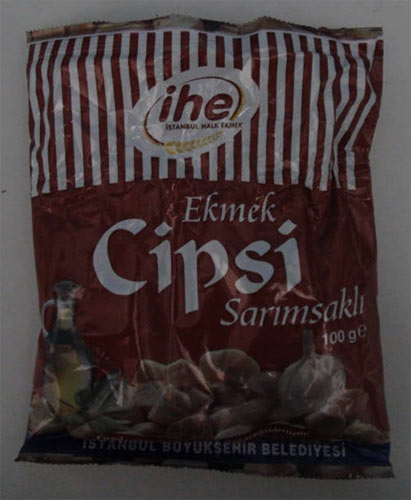 ihe
İSTANBUL HALK EKMEK
Ekmek
Cipsi
Sarımsaklı
100 g e
İSTANBUL BÜYÜKŞEHİR BELEDİYESİ